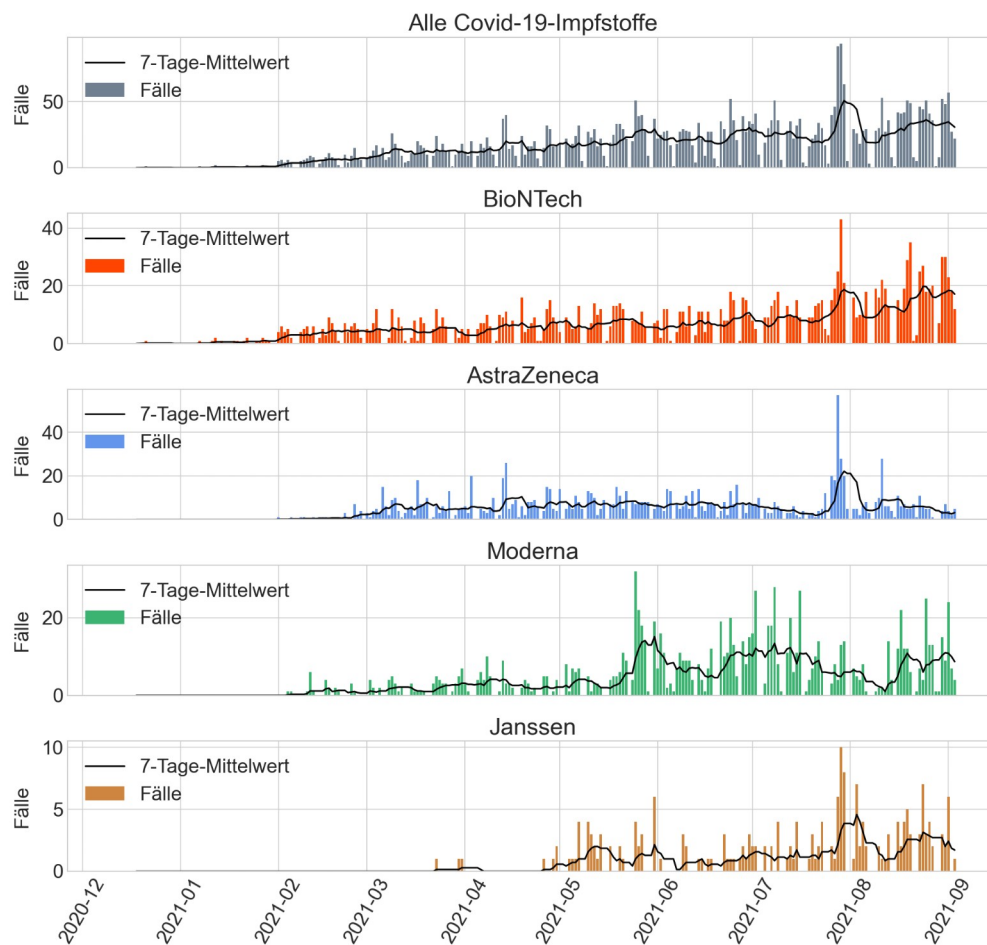 Alle Covid-19-Impfstoffe
Fälle
50
0
7-Tage-Mittelwert
Fälle
BioNTech
Fälle
40
20
0
7-Tage-Mittelwert
Fälle
AstraZeneca
Fälle
40
20
0
7-Tage-Mittelwert
Fälle
Moderna
Fälle
20
0
7-Tage-Mittelwert
Fälle
Janssen
Fälle
10
5
0
7-Tage-Mittelwert
Fälle
2020-12
2021-01
2021-02
2021-03
2021-04
2021-05
2021-06
2021-07
2021-08
2021-09